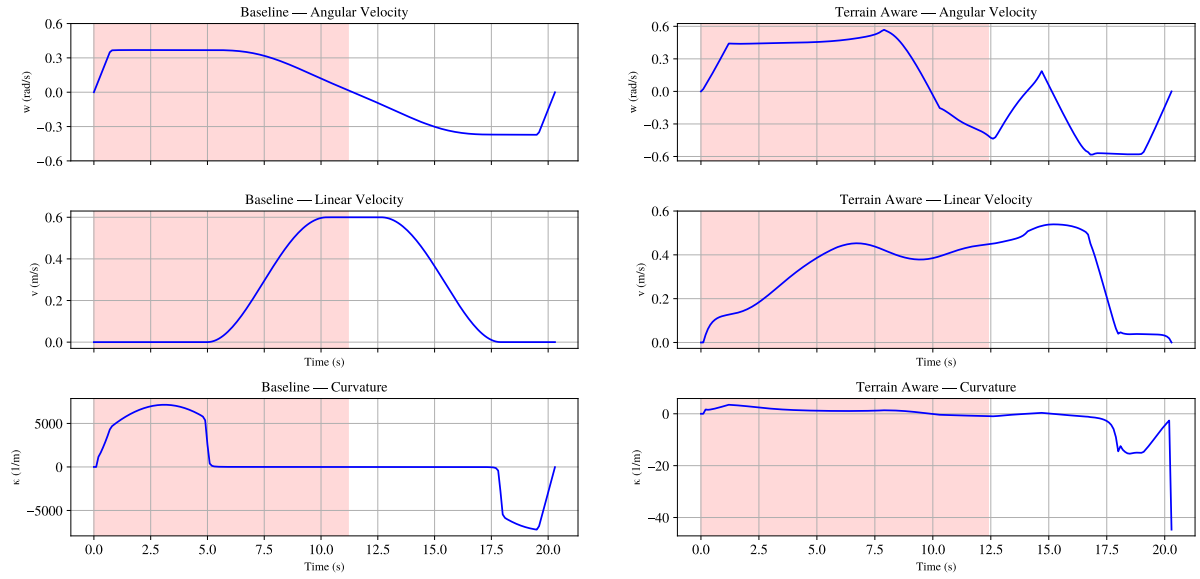 Baseline — Angular Velocity
0.6
0.3
0.0
−0.3
−0.6
w (rad/s)
Terrain Aware — Angular Velocity
0.6
0.3
0.0
−0.3
−0.6
w (rad/s)
Baseline — Linear Velocity
0.6
0.4
0.2
0.0
v (m/s)
Time (s)
Terrain Aware — Linear Velocity
0.6
0.4
0.2
0.0
v (m/s)
Time (s)
Baseline — Curvature
5000
0
−5000
κ (1/m)
0.0 2.5 5.0 7.5 10.0 12.5 15.0 17.5 20.0
Time (s)
Terrain Aware — Curvature
0
−20
−40
κ (1/m)
0.0 2.5 5.0 7.5 10.0 12.5 15.0 17.5 20.0
Time (s)